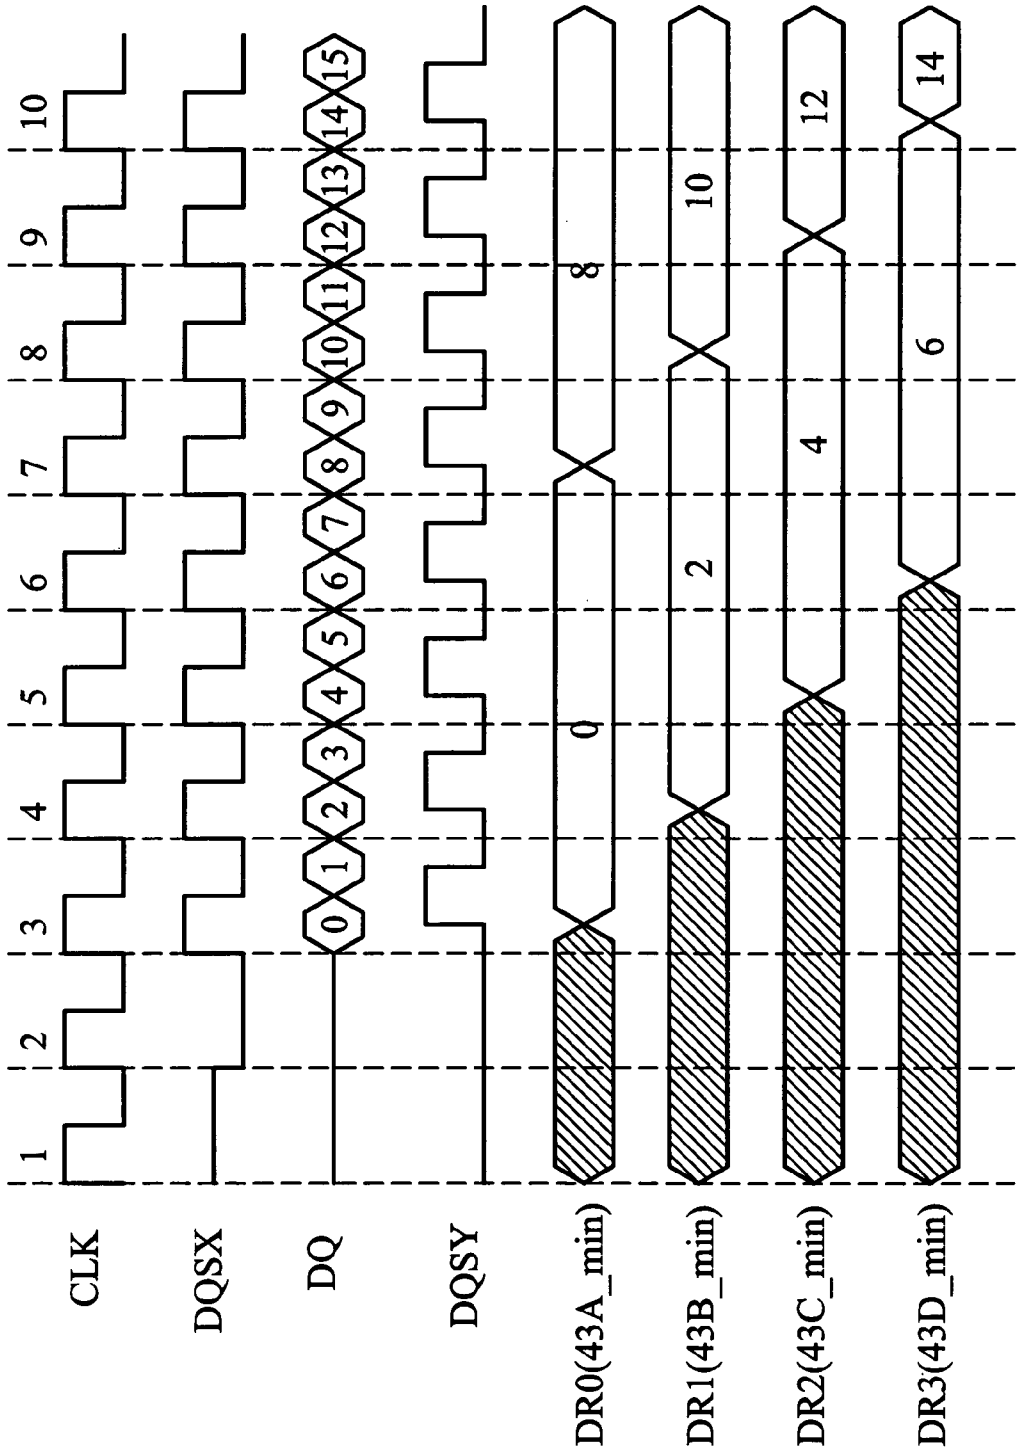 1 2 3 4 5 6 7 8 9 10
CLK
DQSX
DQ 0 1 2 3 4 5 6 7 8 9 10 11 12 13 14 15
DQSY
DR0(43A_min) 0 8
DR1(43B_min) 2 10
DR2(43C_min) 4 12
DR3(43D_min) 6 14